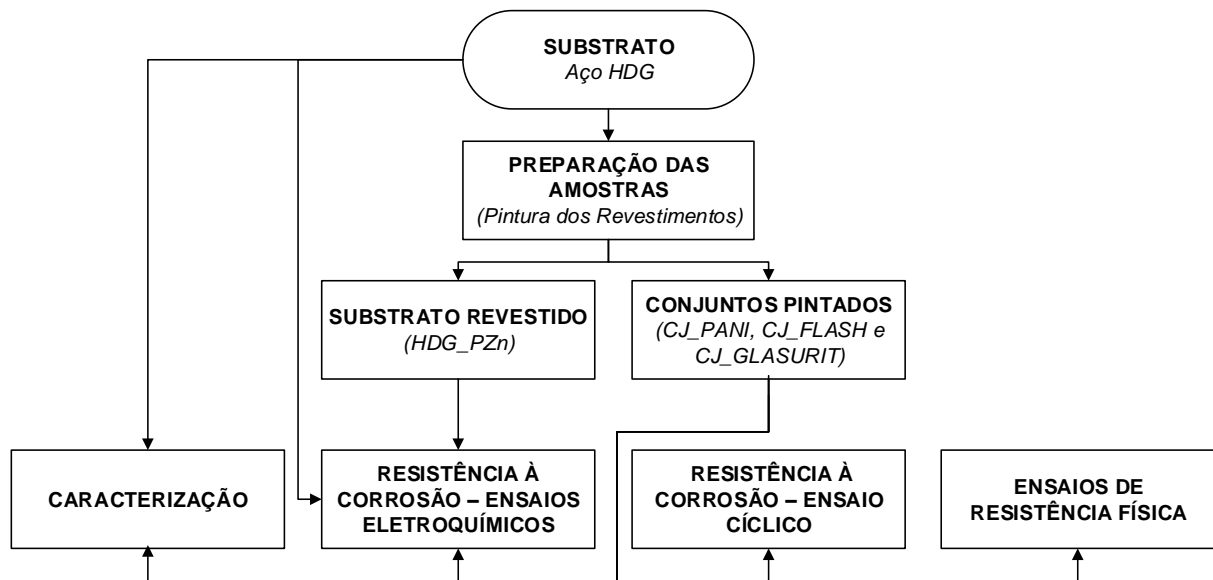 SUBSTRATO
Aço HDG
PREPARAÇÃO DAS
AMOSTRAS
(Pintura dos Revestimentos)
SUBSTRATO REVESTIDO
(HDG_PZn)
CONJUNTOS PINTADOS
(CJ_PANI, CJ_FLASH e
CJ_GLASURIT)
CARACTERIZAÇÃO
RESISTÊNCIA À
CORROSÃO – ENSAIOS
ELETROQUÍMICOS
RESISTÊNCIA À
CORROSÃO – ENSAIO
CÍCLICO
ENSAIOS DE
RESISTÊNCIA FÍSICA